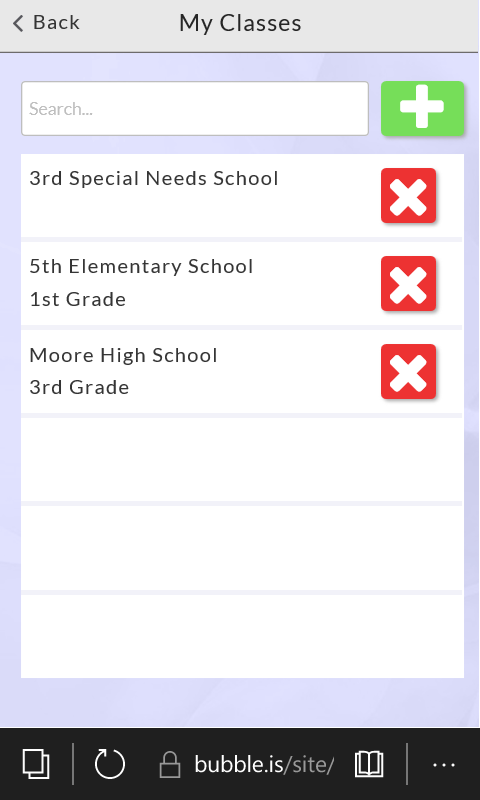 Back
My Classes
Search...
3rd Special Needs School
5th Elementary School
1st Grade
Moore High School
3rd Grade
bubble.is/site/